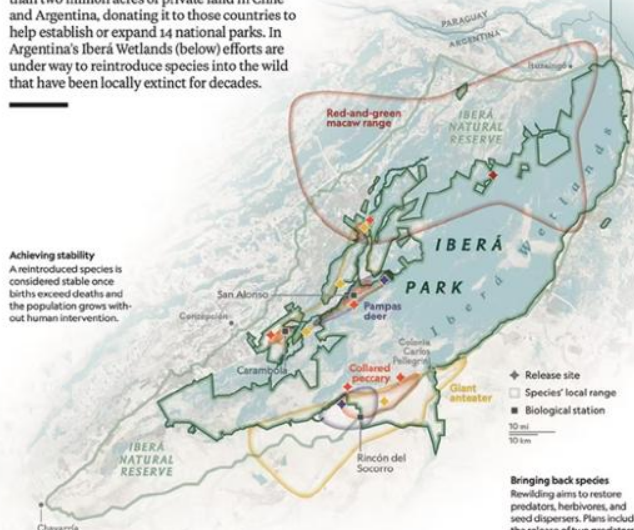 than two million acres of private land in Chile
and Argentina, donating it to those countries to
help establish or expand 14 national parks. In
Argentina's Iberá Wetlands (below) efforts are
under way to reintroduce species into the wild
that have been locally extinct for decades.
PARAGUAY
ARGENTINA
Ituzaingó
Red-and-green
macaw range
IBERÁ
NATURAL
RESERVE
IBERÁ
PARK
Iberá Wetlands
Achieving stability
A reintroduced species is
considered stable once
births exceed deaths and
the population grows with-
out human intervention.
San Alonso
Concepción
Pampas
deer
Carambola
Colonia
Carlos
Pellegrini
Collared
peccary
Giant
anteater
Release site
Species' local range
Biological station
10 mi
10 km
IBERÁ
NATURAL
RESERVE
Rincón del
Socorro
Chavarría
Bringing back species
Rewilding aims to restore
predators, herbivores, and
seed dispersers. Plans includ